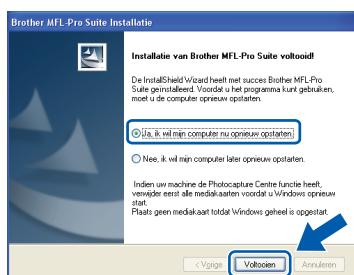 Brother MFL-Pro Suite Installatie
Installatie van Brother MFL-Pro Suite voltooid!
De InstallShield Wizard heeft met succes Brother MFL-Pro
Suite geïnstalleerd. Voordat u het programma kunt gebruiken,
moet u de computer opnieuw opstarten.
Ja, ik wil mijn computer nu opnieuw opstarten.
Nee, ik wil mijn computer later opnieuw opstarten.
Indien uw machine de Photocapture Centre functie heeft,
verwijder eerst alle mediakaarten voordat u Windows opnieuw
start.
Plaats geen mediakaart totdat Windows geheel is opgestart.
< Vorige
Voltooien
Annuleren